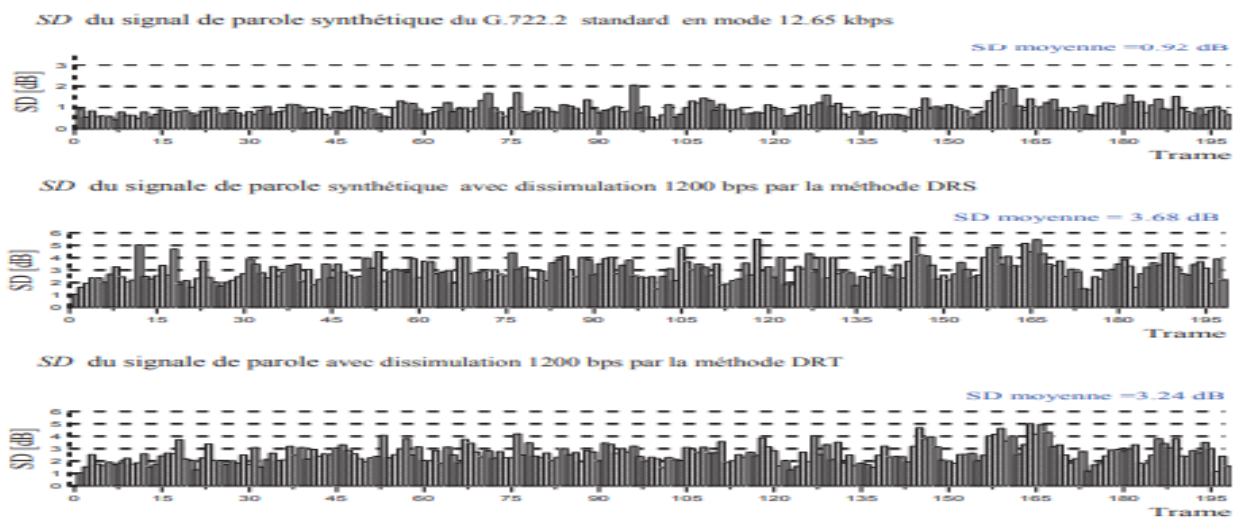 SD du signal de parole synthétique du G.722.2 standard en mode 12.65 kbps
SD moyenne =0.92 dB
SD [dB]
3
2
1
0
0 15 30 45 60 75 90 105 120 135 150 165 180 195
Trame
SD du signale de parole synthétique avec dissimulation 1200 bps par la méthode DRS
SD moyenne = 3.68 dB
SD [dB]
6
5
4
3
2
1
0
0 15 30 45 60 75 90 105 120 135 150 165 180 195
Trame
SD du signale de parole avec dissimulation 1200 bps par la méthode DRT
SD moyenne =3.24 dB
SD [dB]
6
5
4
3
2
1
0
0 15 30 45 60 75 90 105 120 135 150 165 180 195
Trame